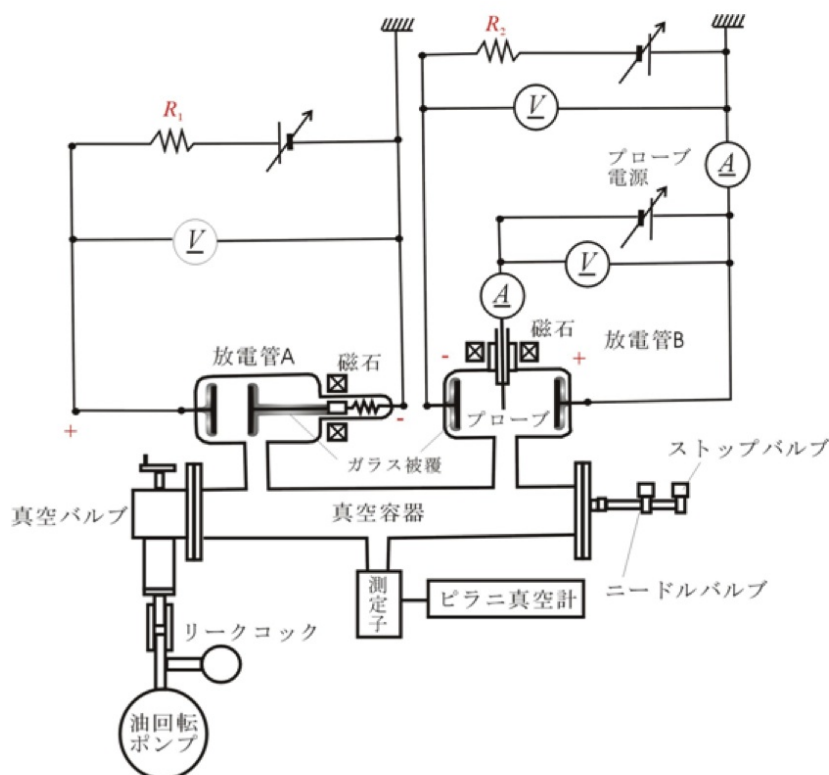 R₂
R₁
V
プローブ
電源
A
V
V
A
磁石
放電管A
磁石
放電管B
-
+
プローブ
+
-
ガラス被覆
ストップバルブ
真空バルブ
真空容器
ニードルバルブ
測定子
ピラニ真空計
リークコック
油回転
ポンプ